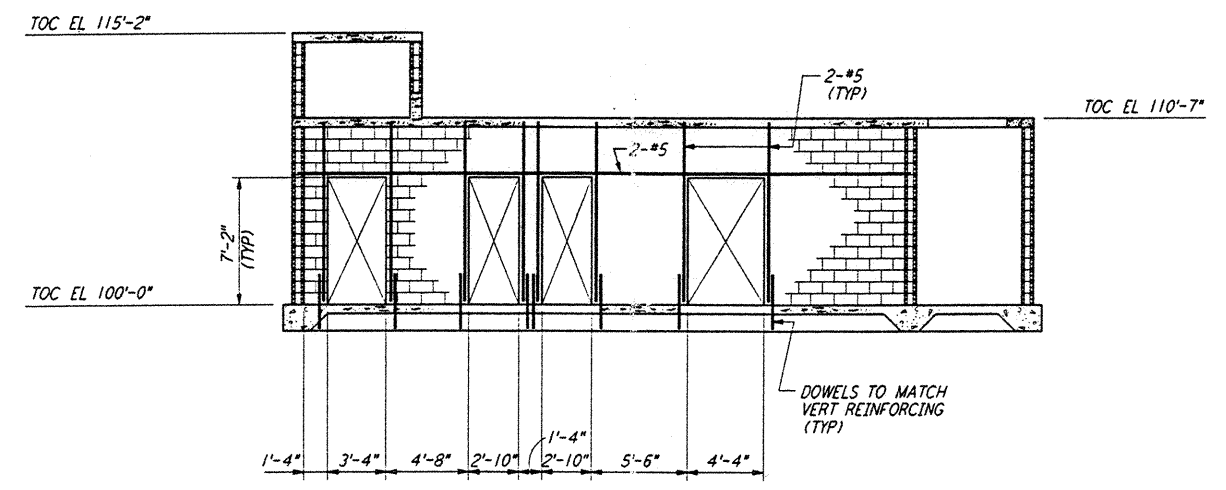 TOC EL 115'-2"
2-#5
(TYP)
TOC EL 110'-7"
2-#5
7'-2"
(TYP)
TOC EL 100'-0"
DOWELS TO MATCH
VERT REINFORCING
(TYP)
1'-4"
1'-4" 3'-4" 4'-8" 2'-10" 2'-10" 5'-6" 4'-4"